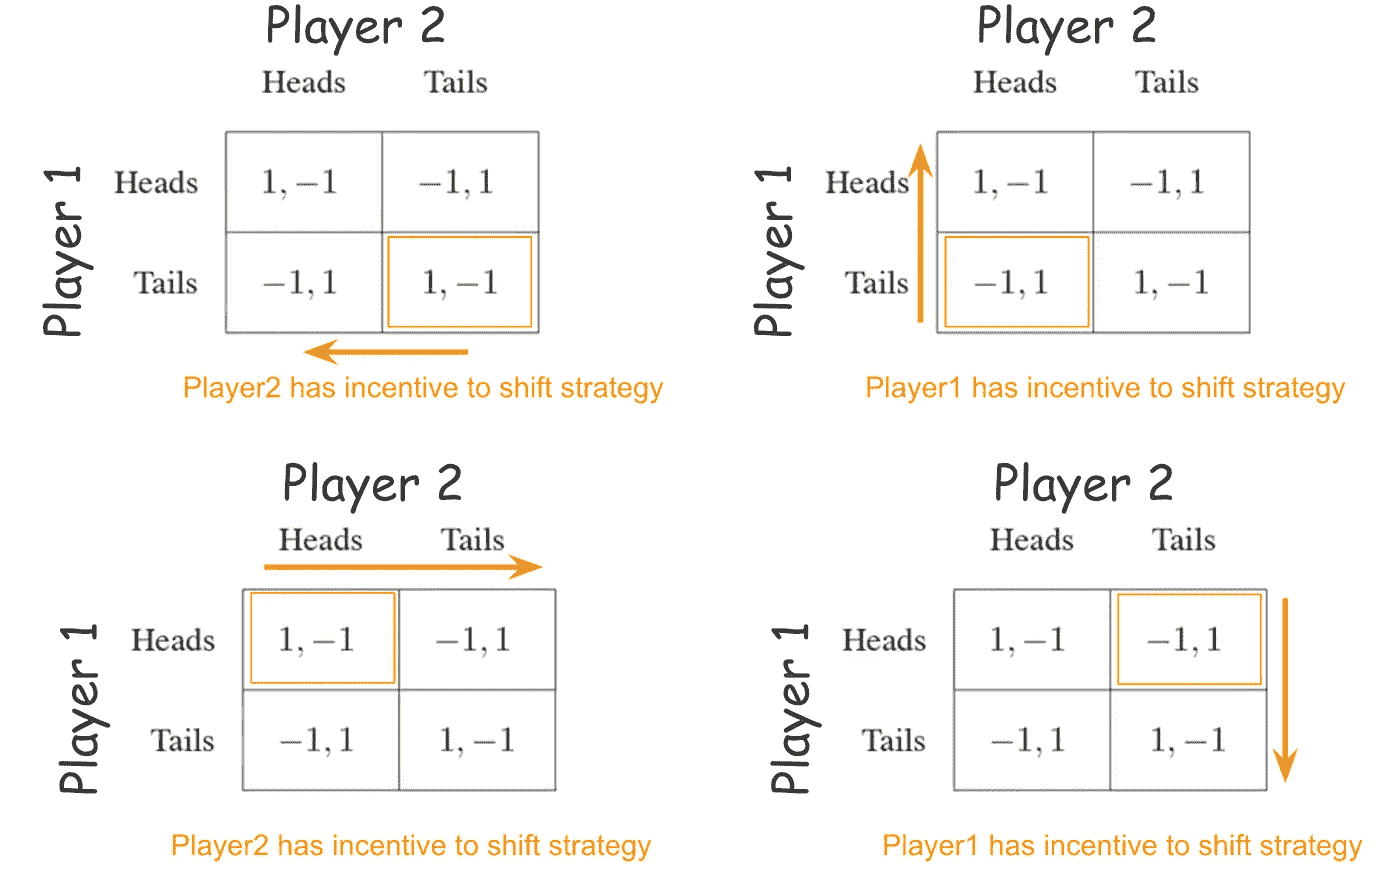 Player 2
Heads Tails
Player 1
Heads 1, −1 −1, 1
Tails −1, 1 1, −1
Player2 has incentive to shift strategy
Player 2
Heads Tails
Player 1
Heads 1, −1 −1, 1
Tails −1, 1 1, −1
Player1 has incentive to shift strategy
Player 2
Heads Tails
Player 1
Heads 1, −1 −1, 1
Tails −1, 1 1, −1
Player2 has incentive to shift strategy
Player 2
Heads Tails
Player 1
Heads 1, −1 −1, 1
Tails −1, 1 1, −1
Player1 has incentive to shift strategy